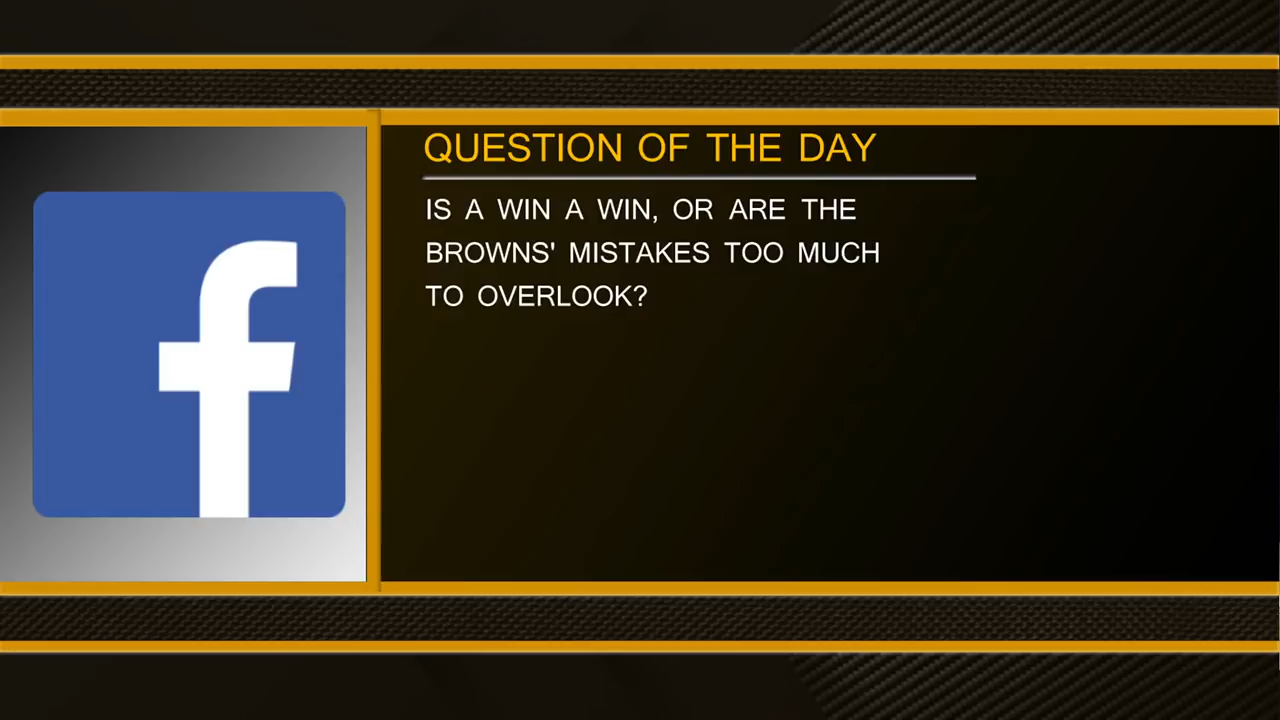 QUESTION OF THE DAY
IS A WIN A WIN, OR ARE THE
BROWNS' MISTAKES TOO MUCH
TO OVERLOOK?